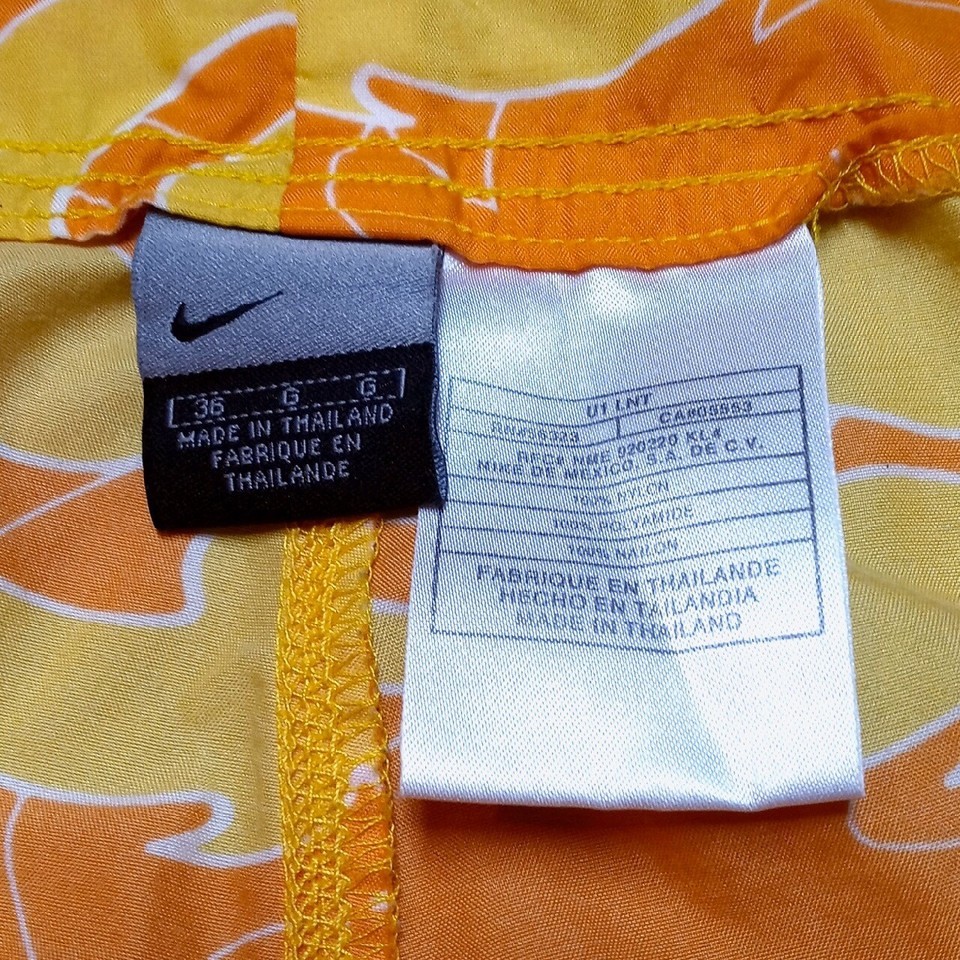 36 G G
MADE IN THAILAND
FABRIQUE EN
THAILANDE
U1 LNT
CA#05553
RFC# NME 920220 KL4
NIKE DE MEXICO. S.A. DE C.V.
NYLON
100% POLYAMIDE
100% NAILON
FABRIQUE EN THAILANDE
HECHO EN TAILANDIA
MADE IN THAILAND